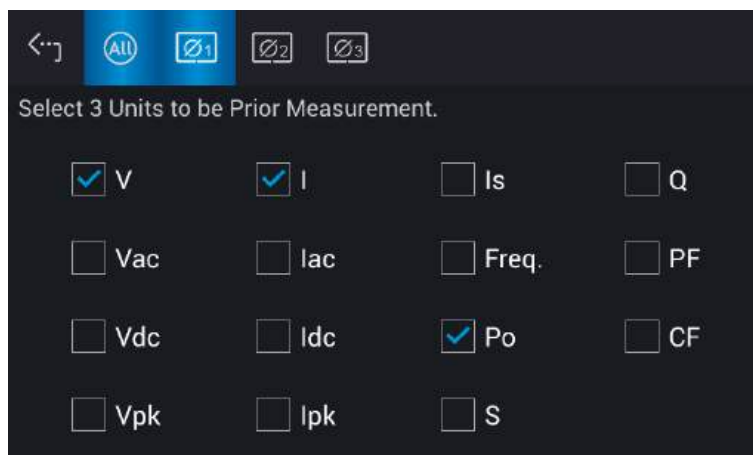 All Ø1 Ø2 Ø3
Select 3 Units to be Prior Measurement.
V I Is Q
Vac Iac Freq. PF
Vdc Idc Po CF
Vpk Ipk S